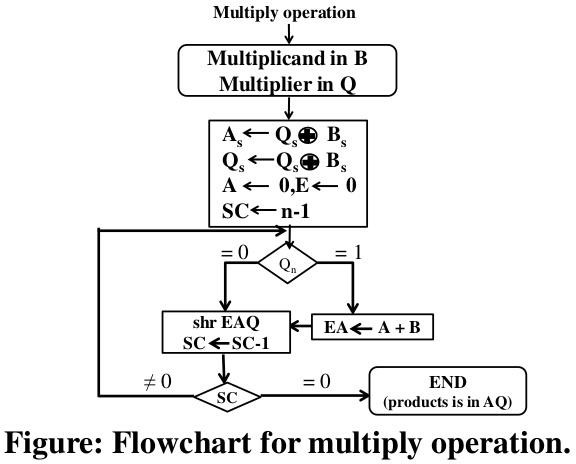 Multiply operation
Multiplicand in B
Multiplier in Q
Aₛ ← Qₛ ⊕ Bₛ
Qₛ ← Qₛ ⊕ Bₛ
A ← 0,E ← 0
SC ← n-1
= 0
= 1
Qₙ
shr EAQ
SC ← SC-1
EA ← A + B
≠ 0
SC
= 0
END
(products is in AQ)
Figure: Flowchart for multiply operation.